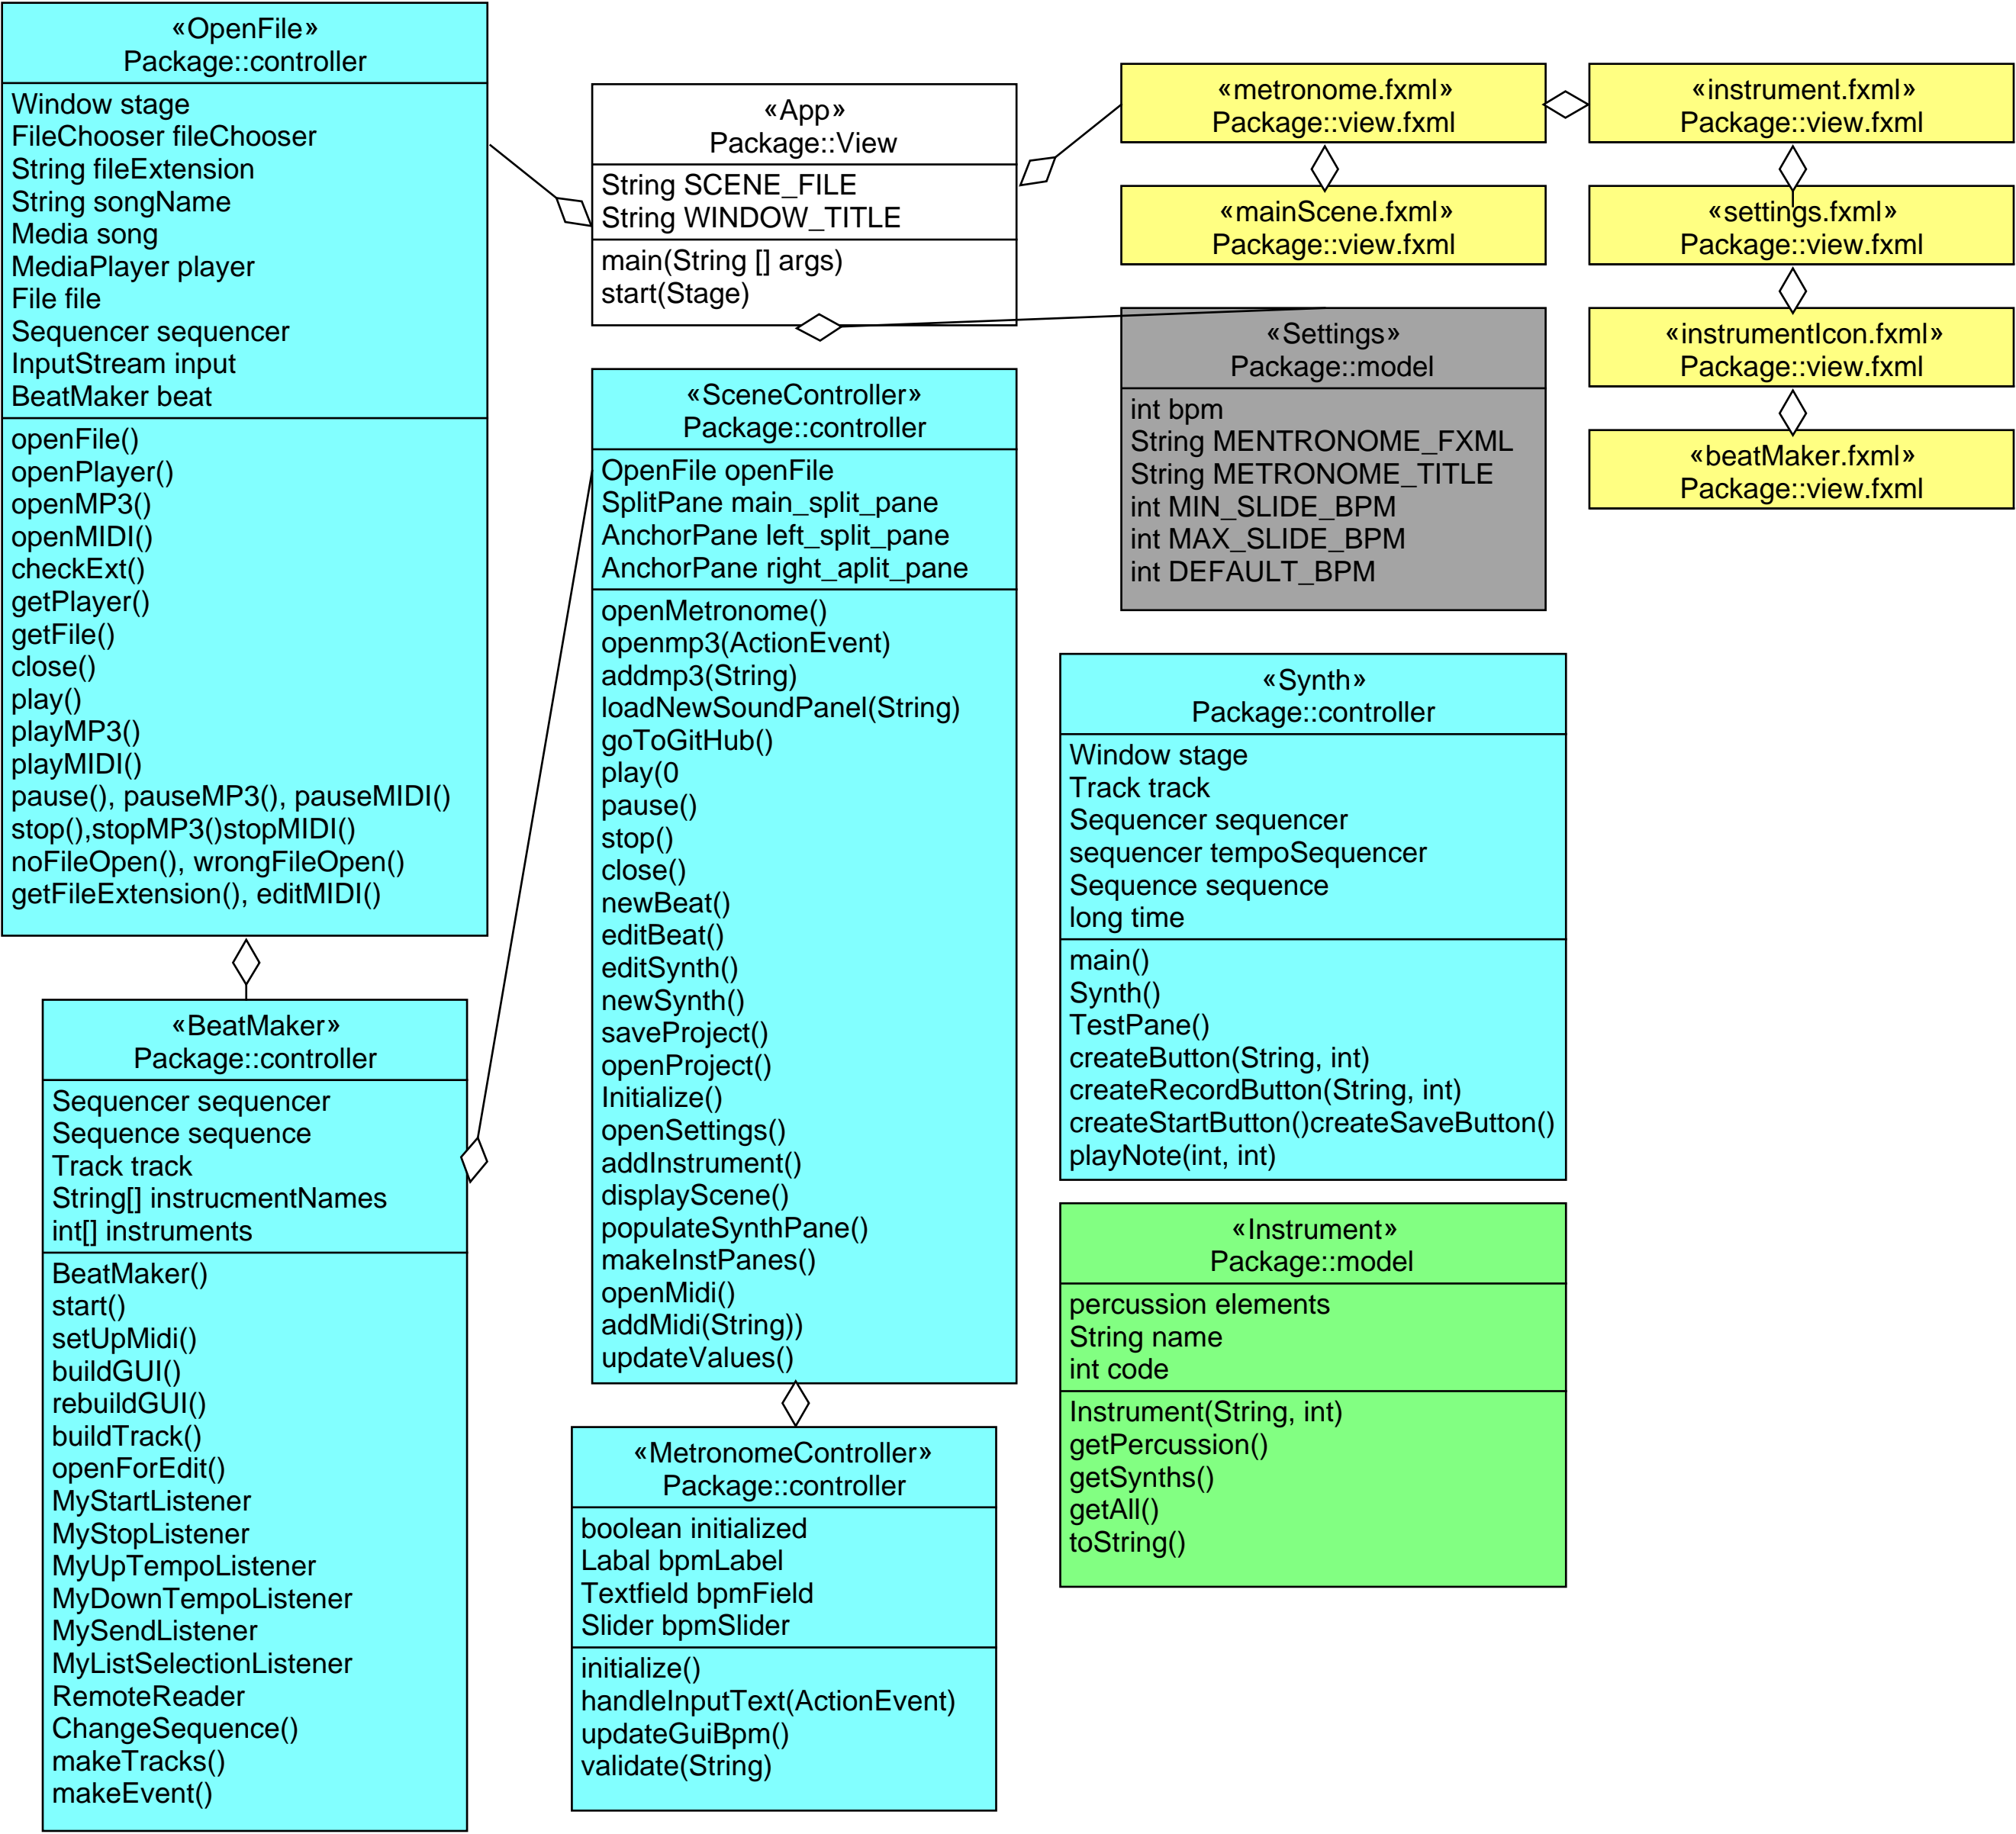 «OpenFile»
Package::controller
Window stage
FileChooser fileChooser
String fileExtension
String songName
Media song
MediaPlayer player
File file
Sequencer sequencer
InputStream input
BeatMaker beat
openFile()
openPlayer()
openMP3()
openMIDI()
checkExt()
getPlayer()
getFile()
close()
play()
playMP3()
playMIDI()
pause(), pauseMP3(), pauseMIDI()
stop(),stopMP3()stopMIDI()
noFileOpen(), wrongFileOpen()
getFileExtension(), editMIDI()
«BeatMaker»
Package::controller
Sequencer sequencer
Sequence sequence
Track track
String[] instrucmentNames
int[] instruments
BeatMaker()
start()
setUpMidi()
buildGUI()
rebuildGUI()
buildTrack()
openForEdit()
MyStartListener
MyStopListener
MyUpTempoListener
MyDownTempoListener
MySendListener
MyListSelectionListener
RemoteReader
ChangeSequence()
makeTracks()
makeEvent()
«App»
Package::View
String SCENE_FILE
String WINDOW_TITLE
main(String [] args)
start(Stage)
«SceneController»
Package::controller
OpenFile openFile
SplitPane main_split_pane
AnchorPane left_split_pane
AnchorPane right_aplit_pane
openMetronome()
openmp3(ActionEvent)
addmp3(String)
loadNewSoundPanel(String)
goToGitHub()
play(0
pause()
stop()
close()
newBeat()
editBeat()
editSynth()
newSynth()
saveProject()
openProject()
Initialize()
openSettings()
addInstrument()
displayScene()
populateSynthPane()
makeInstPanes()
openMidi()
addMidi(String))
updateValues()
«MetronomeController»
Package::controller
boolean initialized
Labal bpmLabel
Textfield bpmField
Slider bpmSlider
initialize()
handleInputText(ActionEvent)
updateGuiBpm()
validate(String)
«metronome.fxml»
Package::view.fxml
«mainScene.fxml»
Package::view.fxml
«instrument.fxml»
Package::view.fxml
«settings.fxml»
Package::view.fxml
«instrumentIcon.fxml»
Package::view.fxml
«beatMaker.fxml»
Package::view.fxml
«Settings»
Package::model
int bpm
String MENTRONOME_FXML
String METRONOME_TITLE
int MIN_SLIDE_BPM
int MAX_SLIDE_BPM
int DEFAULT_BPM
«Synth»
Package::controller
Window stage
Track track
Sequencer sequencer
sequencer tempoSequencer
Sequence sequence
long time
main()
Synth()
TestPane()
createButton(String, int)
createRecordButton(String, int)
createStartButton()createSaveButton()
playNote(int, int)
«Instrument»
Package::model
percussion elements
String name
int code
Instrument(String, int)
getPercussion()
getSynths()
getAll()
toString()